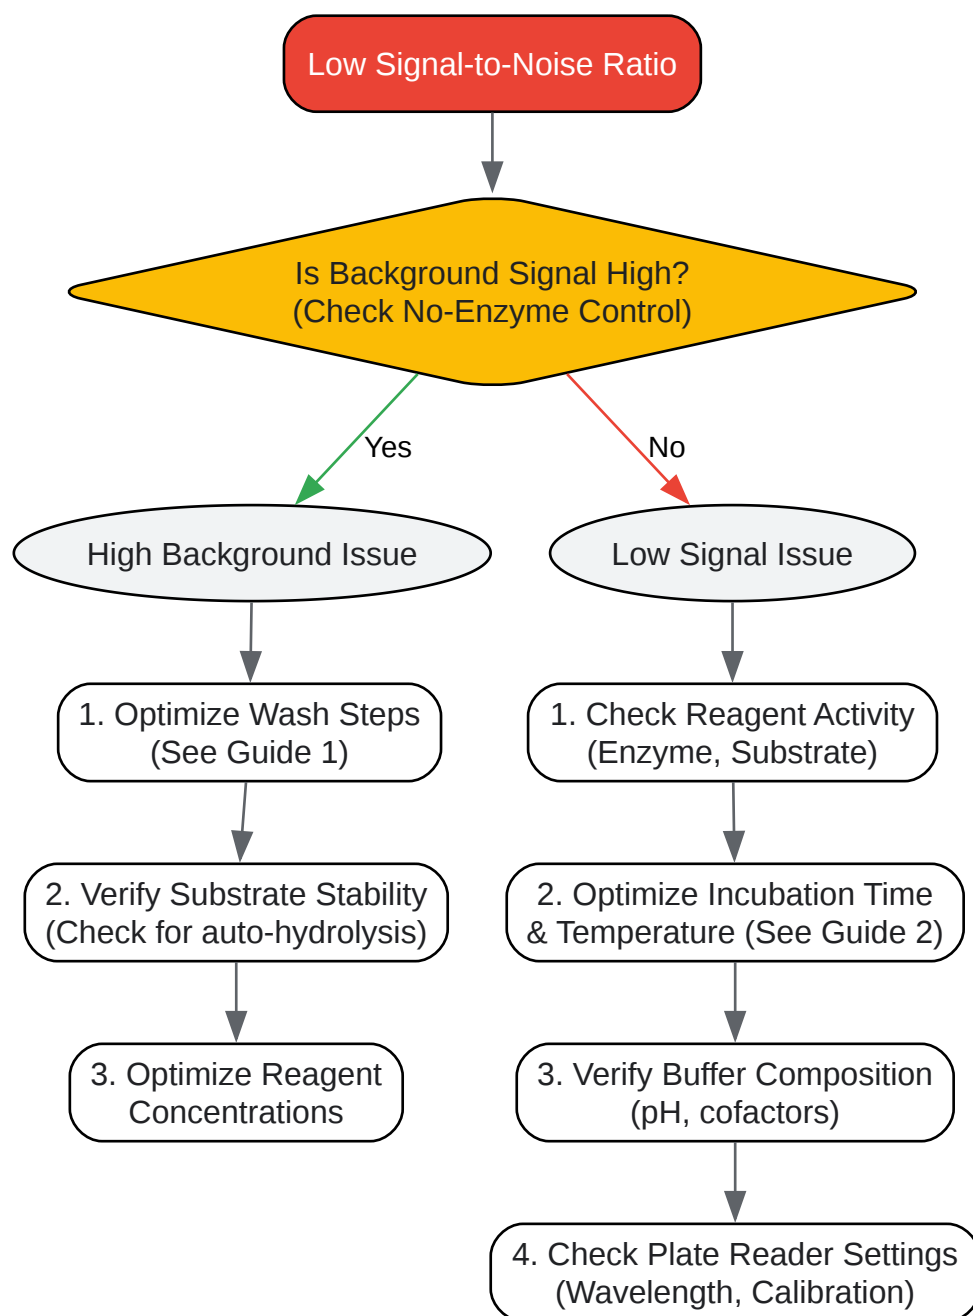 Low Signal-to-Noise Ratio
Is Background Signal High?
(Check No-Enzyme Control)
Yes
No
High Background Issue
Low Signal Issue
1. Optimize Wash Steps
(See Guide 1)
1. Check Reagent Activity
(Enzyme, Substrate)
2. Verify Substrate Stability
(Check for auto-hydrolysis)
2. Optimize Incubation Time
& Temperature (See Guide 2)
3. Optimize Reagent
Concentrations
3. Verify Buffer Composition
(pH, cofactors)
4. Check Plate Reader Settings
(Wavelength, Calibration)